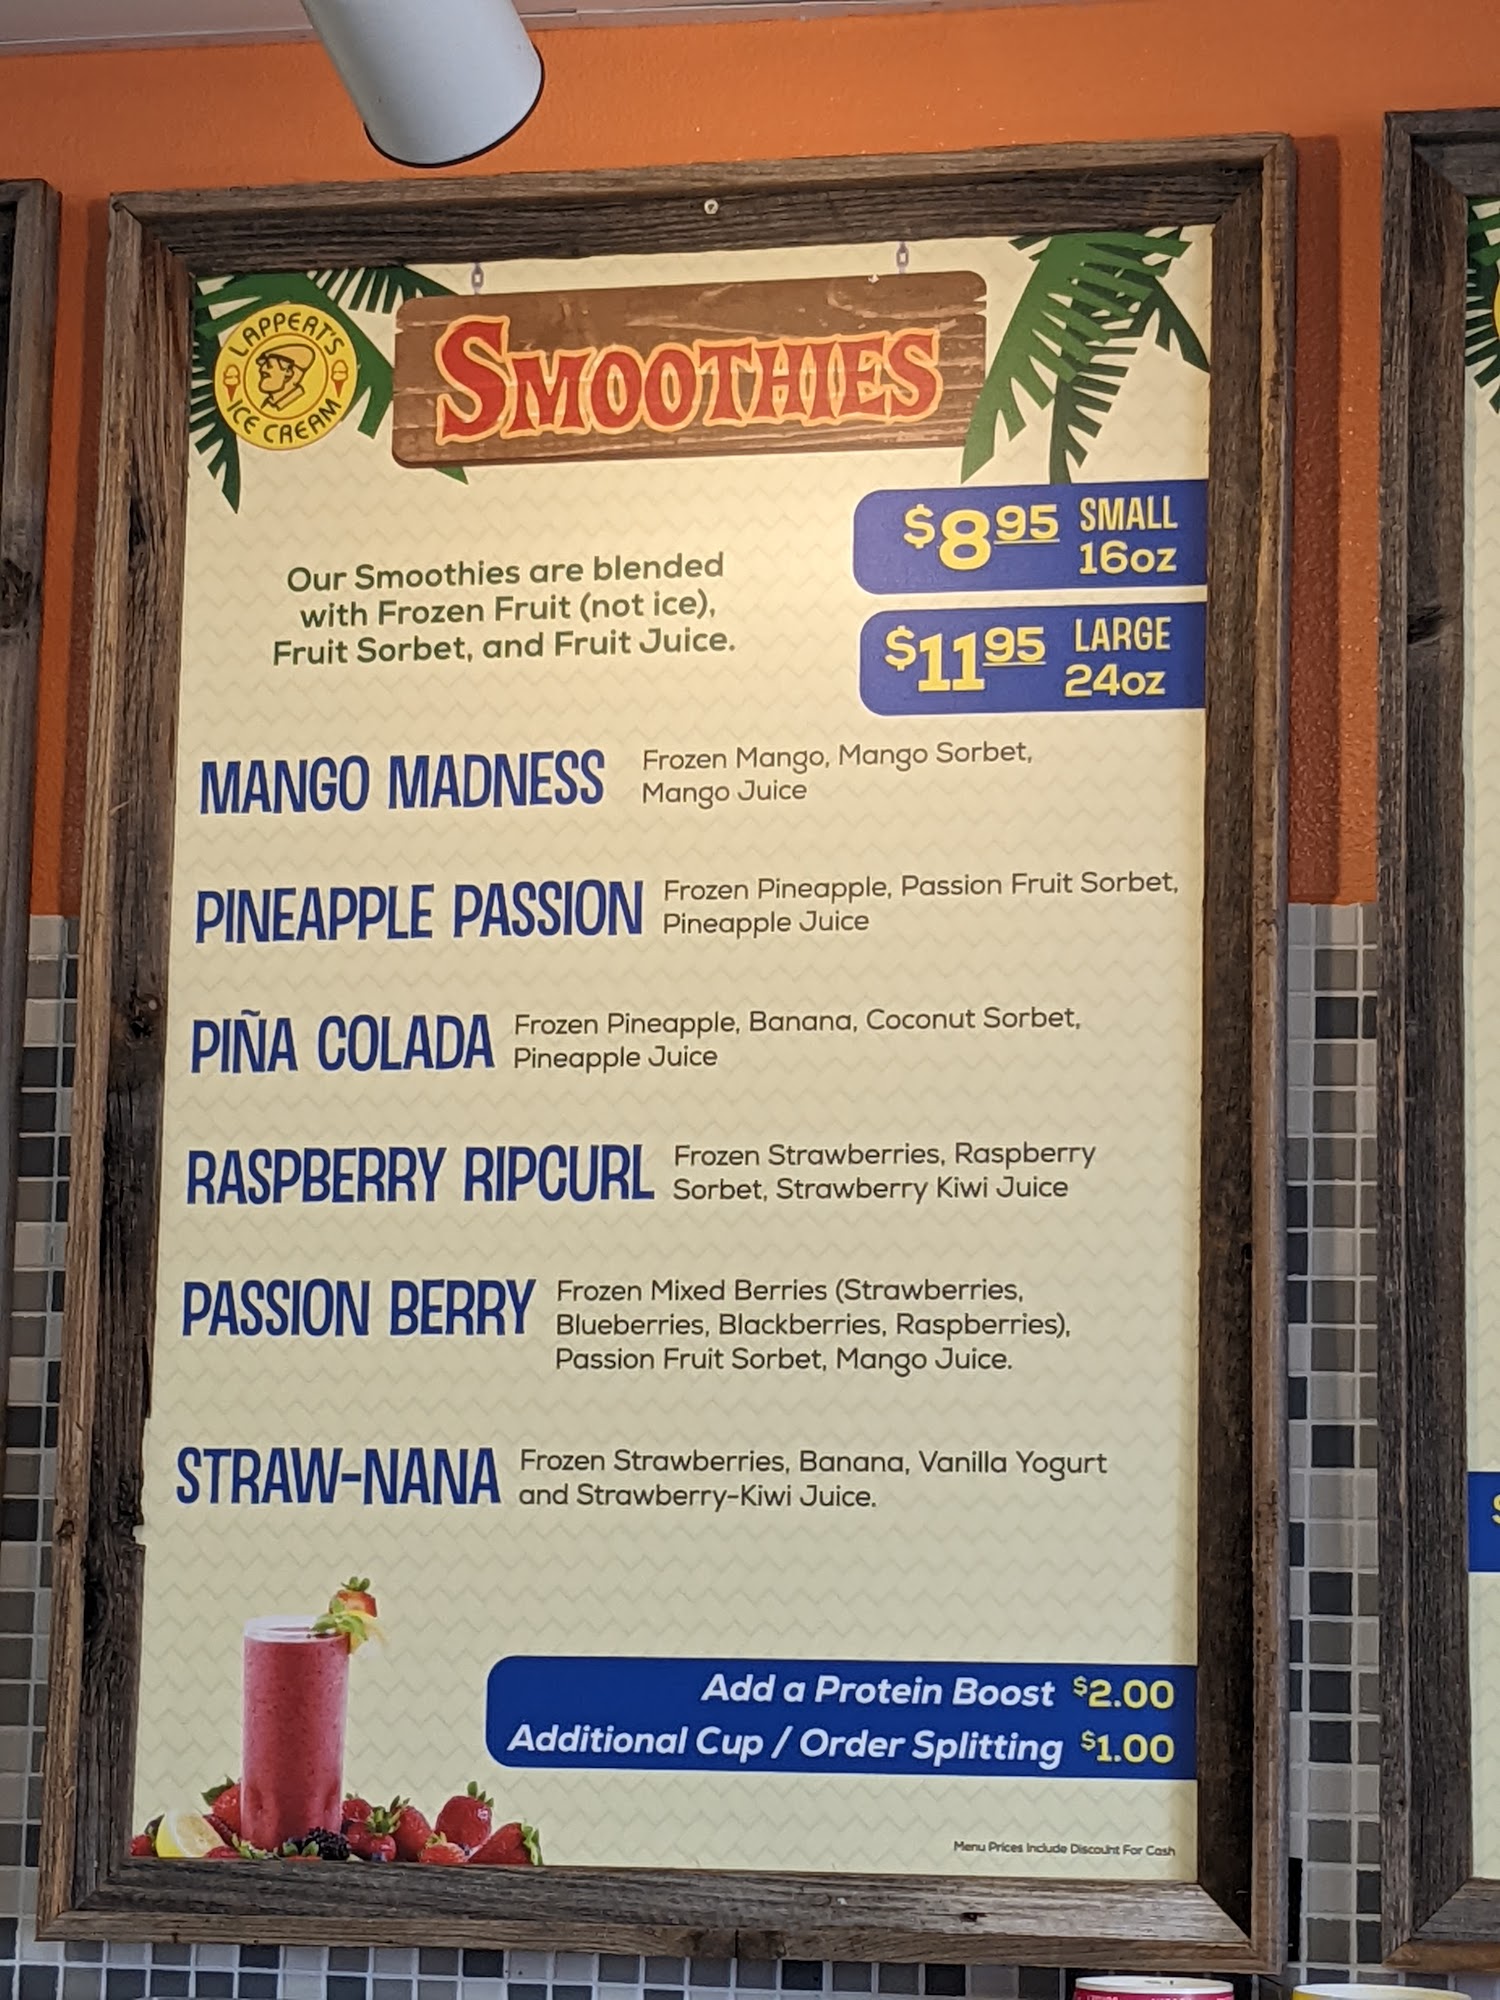 LAPPERT'S
ICE CREAM
SMOOTHIES
$8.95 SMALL
16oz
$11.95 LARGE
24oz
Our Smoothies are blended
with Frozen Fruit (not ice),
Fruit Sorbet, and Fruit Juice.
MANGO MADNESS
Frozen Mango, Mango Sorbet,
Mango Juice
PINEAPPLE PASSION
Frozen Pineapple, Passion Fruit Sorbet,
Pineapple Juice
PIÑA COLADA
Frozen Pineapple, Banana, Coconut Sorbet,
Pineapple Juice
RASPBERRY RIPCURL
Frozen Strawberries, Raspberry
Sorbet, Strawberry Kiwi Juice
PASSION BERRY
Frozen Mixed Berries (Strawberries,
Blueberries, Blackberries, Raspberries),
Passion Fruit Sorbet, Mango Juice.
STRAW-NANA
Frozen Strawberries, Banana, Vanilla Yogurt
and Strawberry-Kiwi Juice.
Add a Protein Boost $2.00
Additional Cup / Order Splitting $1.00
Menu Prices Include Discount For Cash